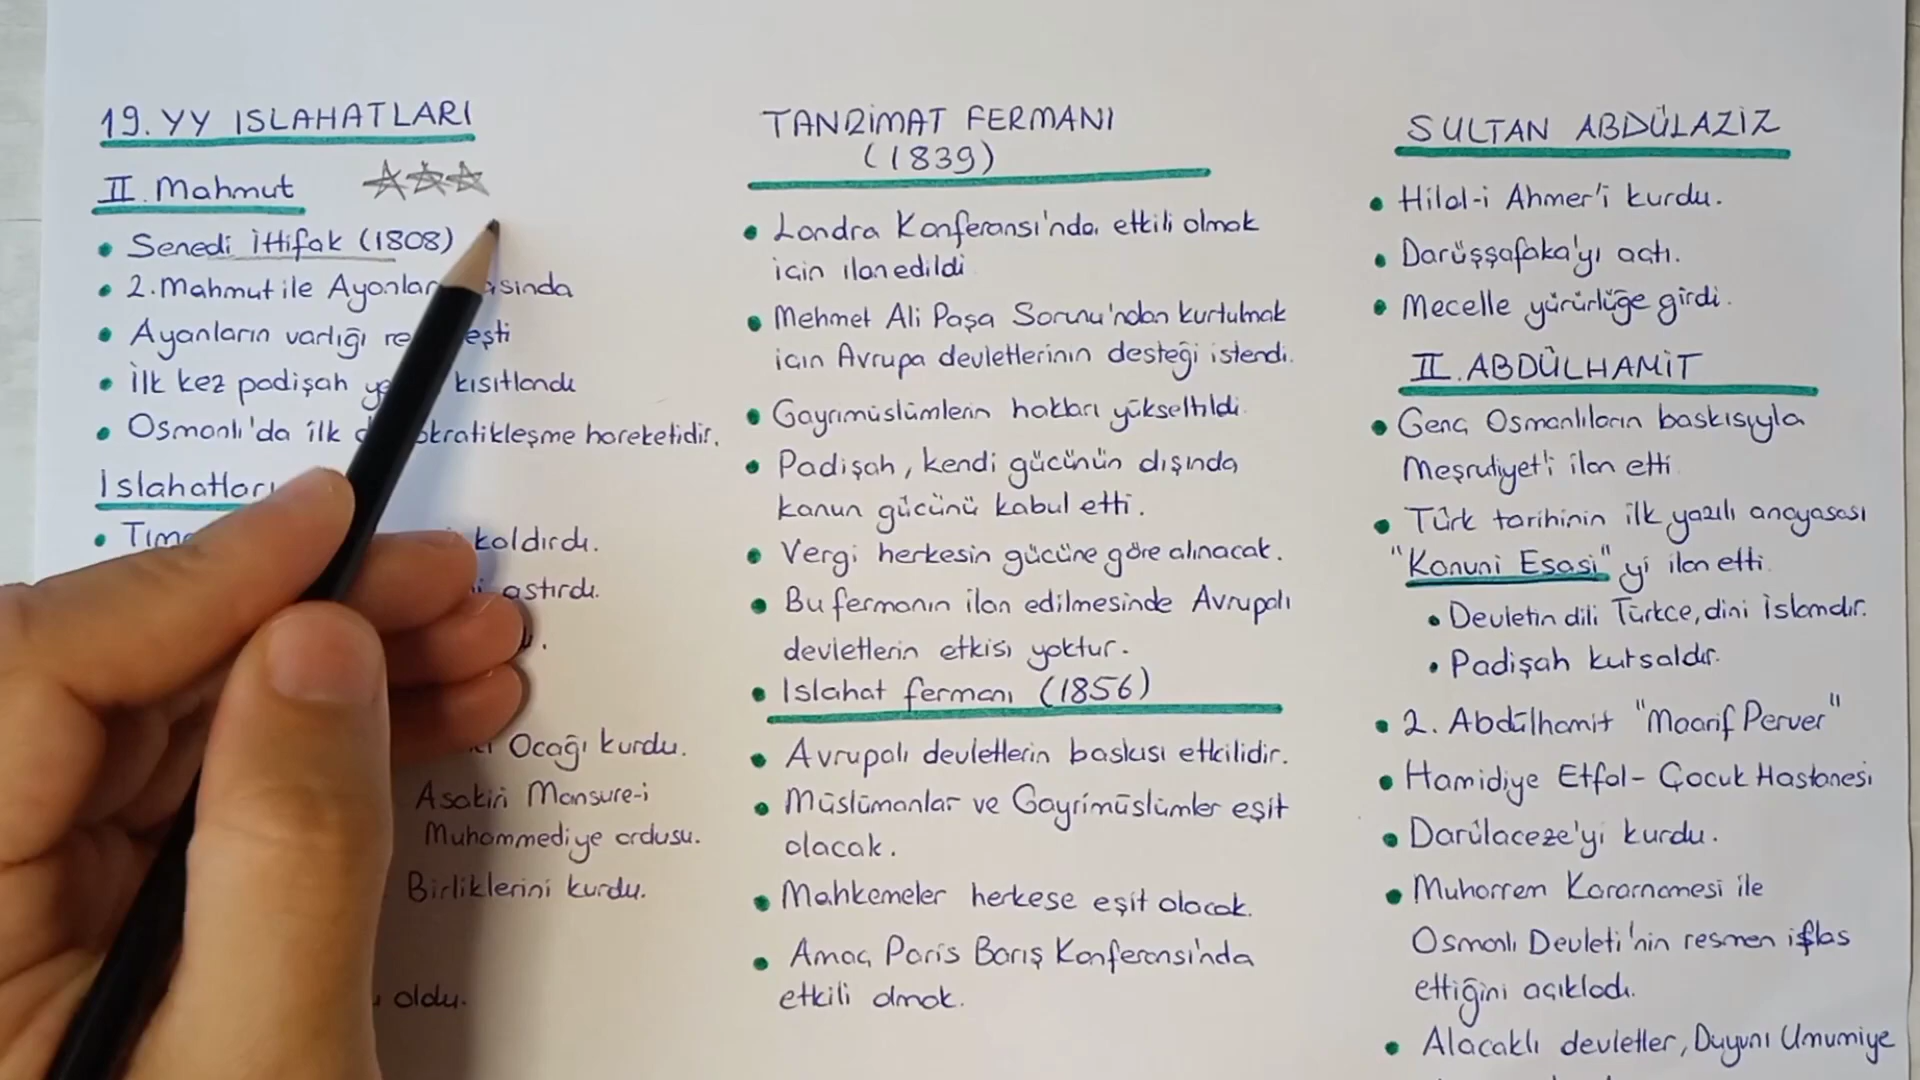 19. YY ISLAHATLARI
II. Mahmut
• Senedi İttifak (1808)
• 2. Mahmut ile Ayanlar
• Ayanların varlığı
• İlk kez padişah kısıtlandı
• Osmanlı'da ilk hareketidir.
Islahatları
kaldırdı.
astırdı.
Ocağı kurdu.
Asakiri Mansure-i
Muhammediye ordusu.
Birliklerini kurdu.
oldu.
TANZİMAT FERMANI
(1839)
• Londra Konferansı'nda etkili olmak
için ilan edildi
• Mehmet Ali Paşa Sorunu'ndan kurtulmak
için Avrupa devletlerinin desteği istendi.
• Gayrımüslümlerin hakları yükseltildi.
• Padişah, kendi gücünün dışında
kanun gücünü kabul etti.
• Vergi herkesin gücüne göre alınacak.
• Bu fermanın ilan edilmesinde Avrupalı
devletlerin etkisi yoktur.
• Islahat fermanı (1856)
• Avrupalı devletlerin baskısı etkilidir.
• Müslümanlar ve Gayrimüslümler eşit
olacak.
• Mahkemeler herkese eşit olacak.
• Amaç Paris Barış Konferansı'nda
etkili olmak.
SULTAN ABDÜLAZİZ
• Hilal-i Ahmer'i kurdu.
• Darüşşafaka'yı açtı.
• Mecelle yürürlüğe girdi.
II. ABDÜLHAMİT
• Genç Osmanlıların baskısıyla
Meşrutiyet'i ilan etti
• Türk tarihinin ilk yazılı anayasası
"Kanuni Esasi"yi ilan etti.
• Devletin dili Türkçe, dini İslamdır.
• Padişah kutsaldır.
• 2. Abdülhamit "Maarif Perver"
• Hamidiye Etfal- Çocuk Hastanesi
• Darülaceze'yi kurdu.
• Muharrem Kararnamesi ile
Osmanlı Devleti'nin resmen iflas
ettiğini açıkladı.
• Alacaklı devletler, Duyunı Umumiye